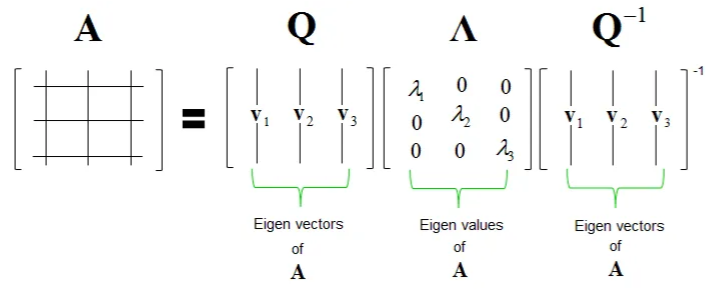 A Q Λ Q⁻¹
= v₁ v₂ v₃ λ₁ 0 0 0 λ₂ 0 0 0 λ₃ v₁ v₂ v₃ -1
Eigen vectors of A
Eigen values of A
Eigen vectors of A